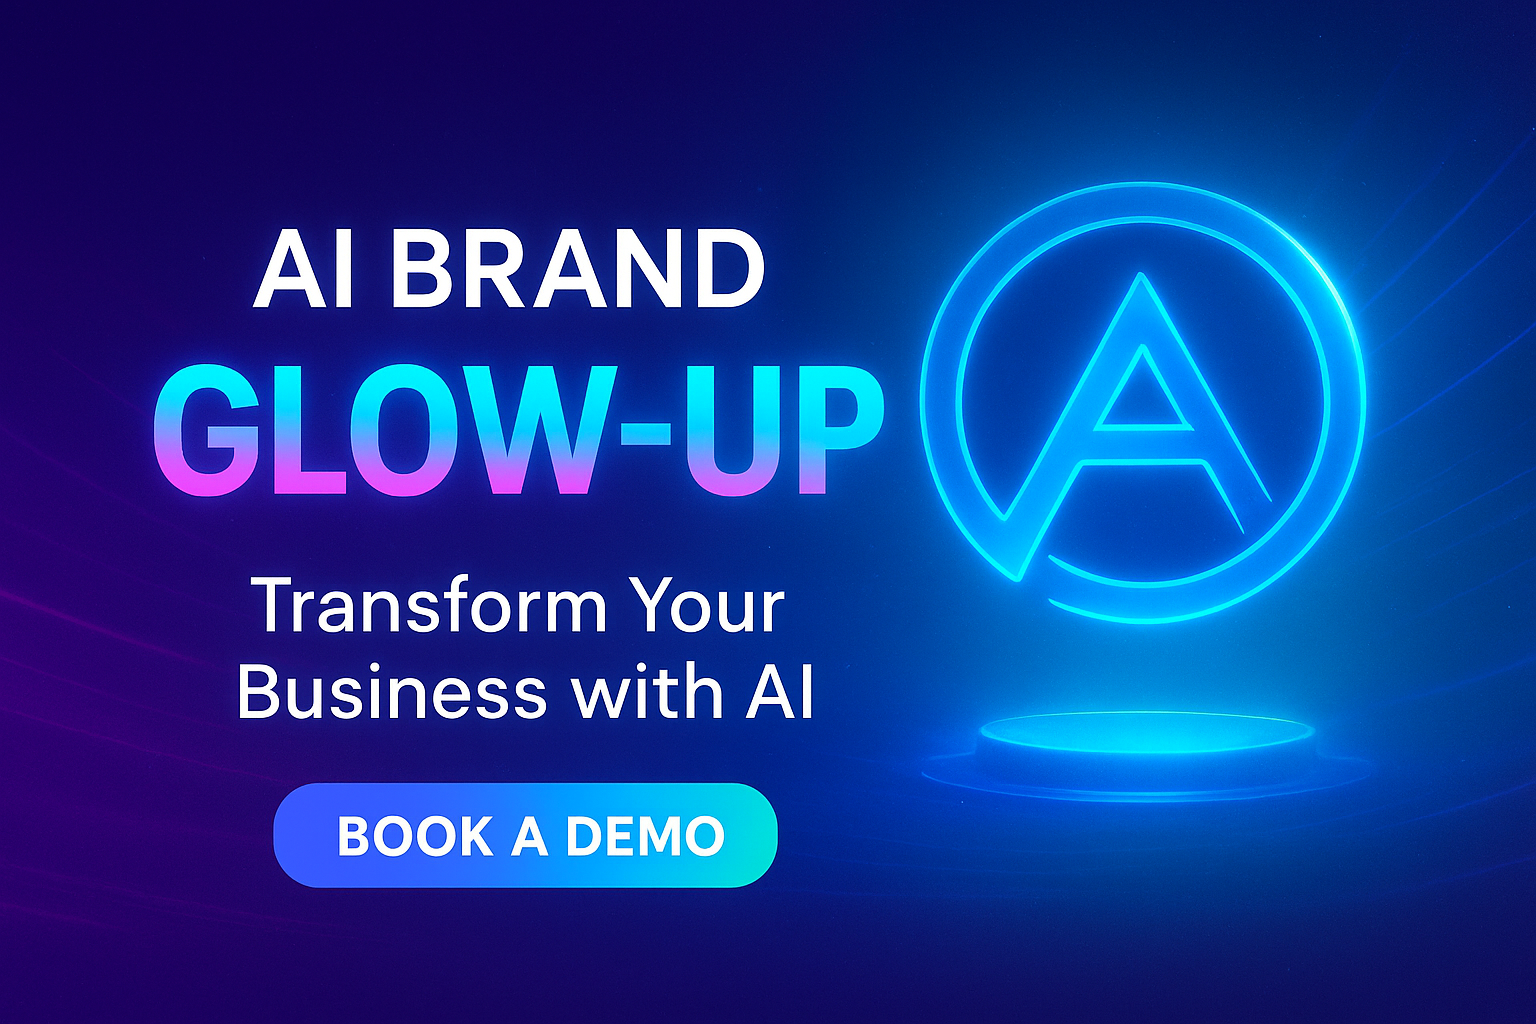 AI BRAND
GLOW-UP
Transform Your
Business with AI
BOOK A DEMO
A